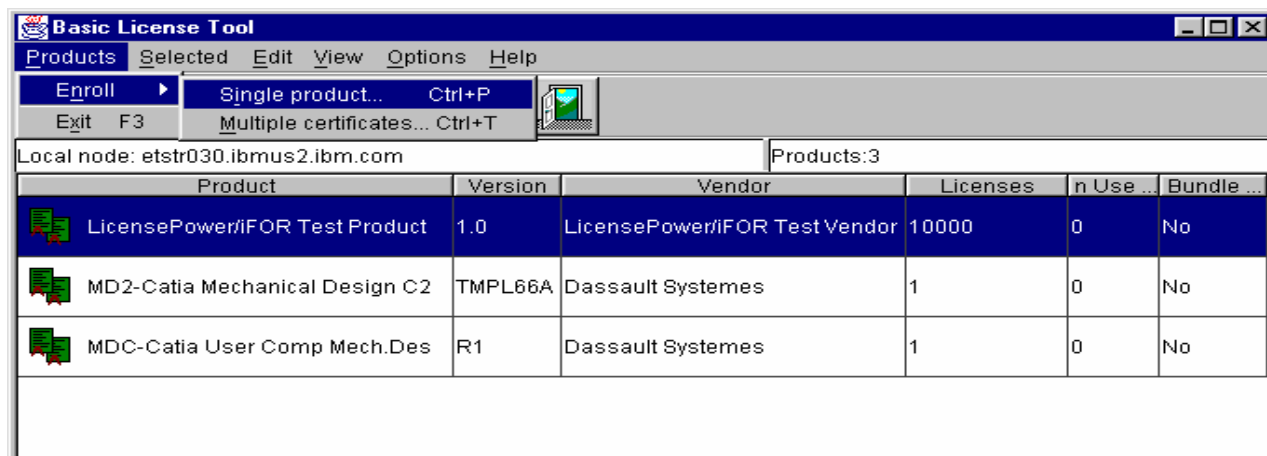 Basic License Tool
Products Selected Edit View Options Help
Enroll Single product... Ctrl+P
Exit F3 Multiple certificates... Ctrl+T
Local node: etstr030.ibmus2.ibm.com Products:3
Product Version Vendor Licenses n Use ... Bundle ...
LicensePower/iFOR Test Product 1.0 LicensePower/iFOR Test Vendor 10000 0 No
MD2-Catia Mechanical Design C2 TMPL66A Dassault Systemes 1 0 No
MDC-Catia User Comp Mech.Des R1 Dassault Systemes 1 0 No